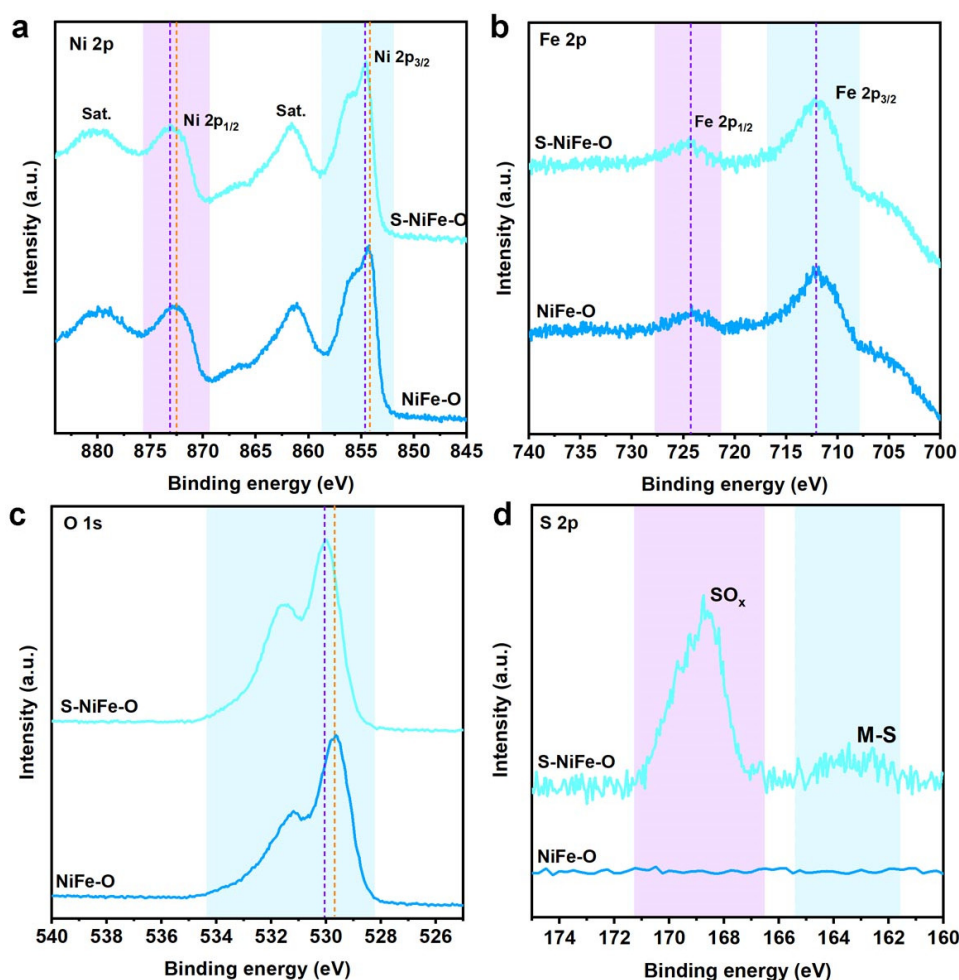 a
Ni 2p
Ni 2p3/2
Sat.
Ni 2p1/2
Sat.
S-NiFe-O
NiFe-O
Intensity (a.u.)
880 875 870 865 860 855 850 845
Binding energy (eV)
b
Fe 2p
Fe 2p3/2
Fe 2p1/2
S-NiFe-O
NiFe-O
Intensity (a.u.)
740 735 730 725 720 715 710 705 700
Binding energy (eV)
c
O 1s
S-NiFe-O
NiFe-O
Intensity (a.u.)
540 538 536 534 532 530 528 526
Binding energy (eV)
d
S 2p
SOx
M-S
S-NiFe-O
NiFe-O
Intensity (a.u.)
174 172 170 168 166 164 162 160
Binding energy (eV)